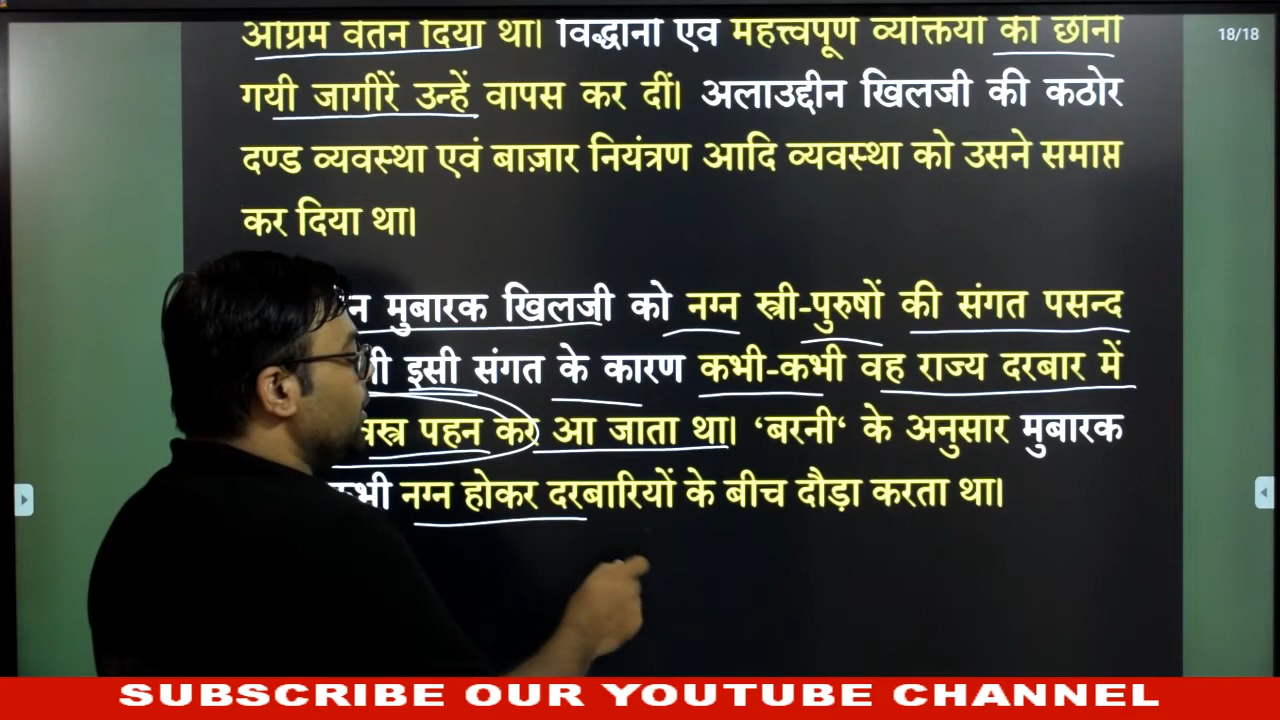 अग्रिम वेतन दिया था। विद्धानों एवं महत्त्वपूर्ण व्यक्तियों की छीनी
18/18
गयी जागीरें उन्हें वापस कर दीं। अलाउद्दीन खिलजी की कठोर
दण्ड व्यवस्था एवं बाज़ार नियंत्रण आदि व्यवस्था को उसने समाप्त
कर दिया था।
मुबारक खिलजी को नग्न स्त्री-पुरुषों की संगत पसन्द
इसी संगत के कारण कभी-कभी वह राज्य दरबार में
वस्त्र पहन कर आ जाता था। ‘बरनी‘ के अनुसार मुबारक
नग्न होकर दरबारियों के बीच दौड़ा करता था।
SUBSCRIBE OUR YOUTUBE CHANNEL